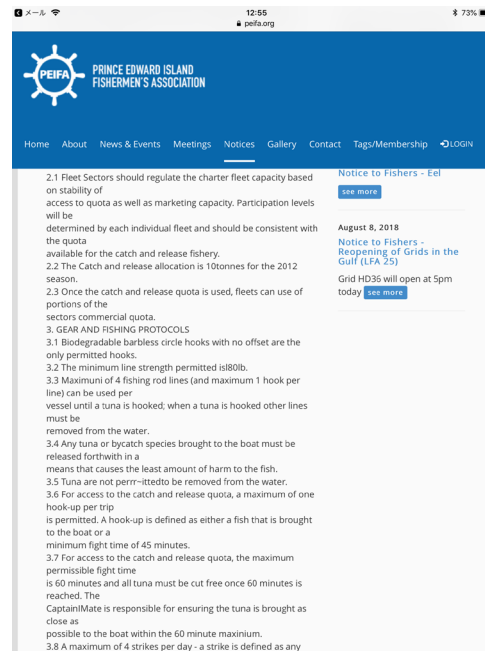 メール
12:55
73%
peifa.org
PEIFA
PRINCE EDWARD ISLAND
FISHERMEN'S ASSOCIATION
Home About News & Events Meetings Notices Gallery Contact Tags/Membership LOGIN
2.1 Fleet Sectors should regulate the charter fleet capacity based
on stability of
access to quota as well as marketing capacity. Participation levels
will be
determined by each individual fleet and should be consistent with
the quota
available for the catch and release fishery.
2.2 The Catch and release allocation is 10tonnes for the 2012
season.
2.3 Once the catch and release quota is used, fleets can use of
portions of the
sectors commercial quota.
3. GEAR AND FISHING PROTOCOLS
3.1 Biodegradable barbless circle hooks with no offset are the
only permitted hooks.
3.2 The minimum line strength permitted isl80lb.
3.3 Maximuni of 4 fishing rod lines (and maximum 1 hook per
line) can be used per
vessel until a tuna is hooked; when a tuna is hooked other lines
must be
removed from the water.
3.4 Any tuna or bycatch species brought to the boat must be
released forthwith in a
means that causes the least amount of harm to the fish.
3.5 Tuna are not perrr~ittedto be removed from the water.
3.6 For access to the catch and release quota, a maximum of one
hook-up per trip
is permitted. A hook-up is defined as either a fish that is brought
to the boat or a
minimum fight time of 45 minutes.
3.7 For access to the catch and release quota, the maximum
permissible fight time
is 60 minutes and all tuna must be cut free once 60 minutes is
reached. The
CaptainIMate is responsible for ensuring the tuna is brought as
close as
possible to the boat within the 60 minute maxinium.
3.8 A maximum of 4 strikes per day - a strike is defined as any
Notice to Fishers - Eel
see more
August 8, 2018
Notice to Fishers -
Reopening of Grids in the
Gulf (LFA 25)
Grid HD36 will open at 5pm
today see more